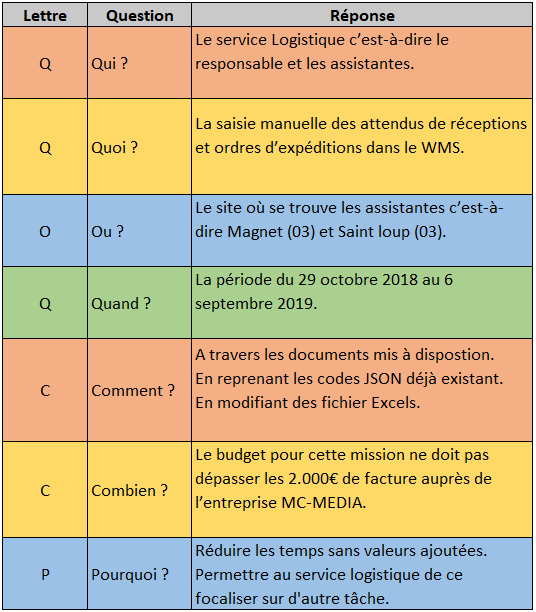 Lettre Question Réponse
Q Qui ? Le service Logistique c’est-à-dire le
responsable et les assistantes.
Q Quoi ? La saisie manuelle des attendus de réceptions
et ordres d’expéditions dans le WMS.
O Ou ? Le site où se trouve les assistantes c’est-à-
dire Magnet (03) et Saint loup (03).
Q Quand ? La période du 29 octobre 2018 au 6
septembre 2019.
C Comment ? A travers les documents mis à dispostion.
En reprenant les codes JSON déjà existant.
En modifiant des fichier Excels.
C Combien ? Le budget pour cette mission ne doit pas
dépasser les 2.000€ de facture auprès de
l’entreprise MC-MEDIA.
P Pourquoi ? Réduire les temps sans valeurs ajoutées.
Permettre au service logistique de ce
focaliser sur d'autre tâche.